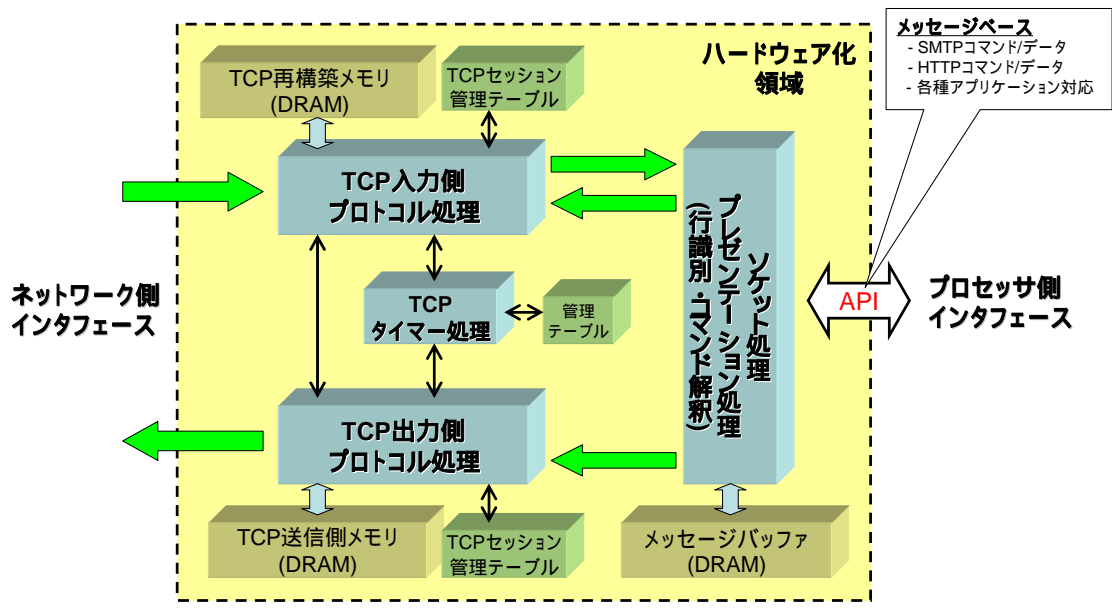 メッセージベース
- SMTPコマンド/データ
- HTTPコマンド/データ
- 各種アプリケーション対応
ハードウェア化
領域
TCP再構築メモリ
(DRAM)
TCPセッション
管理テーブル
TCP入力側
プロトコル処理
ソケット処理
プレゼンテーション処理
(行識別・コマンド解釈)
ネットワーク側
インタフェース
TCP
タイマー処理
管理
テーブル
API
プロセッサ側
インタフェース
TCP出力側
プロトコル処理
TCP送信側メモリ
(DRAM)
TCPセッション
管理テーブル
メッセージバッファ
(DRAM)